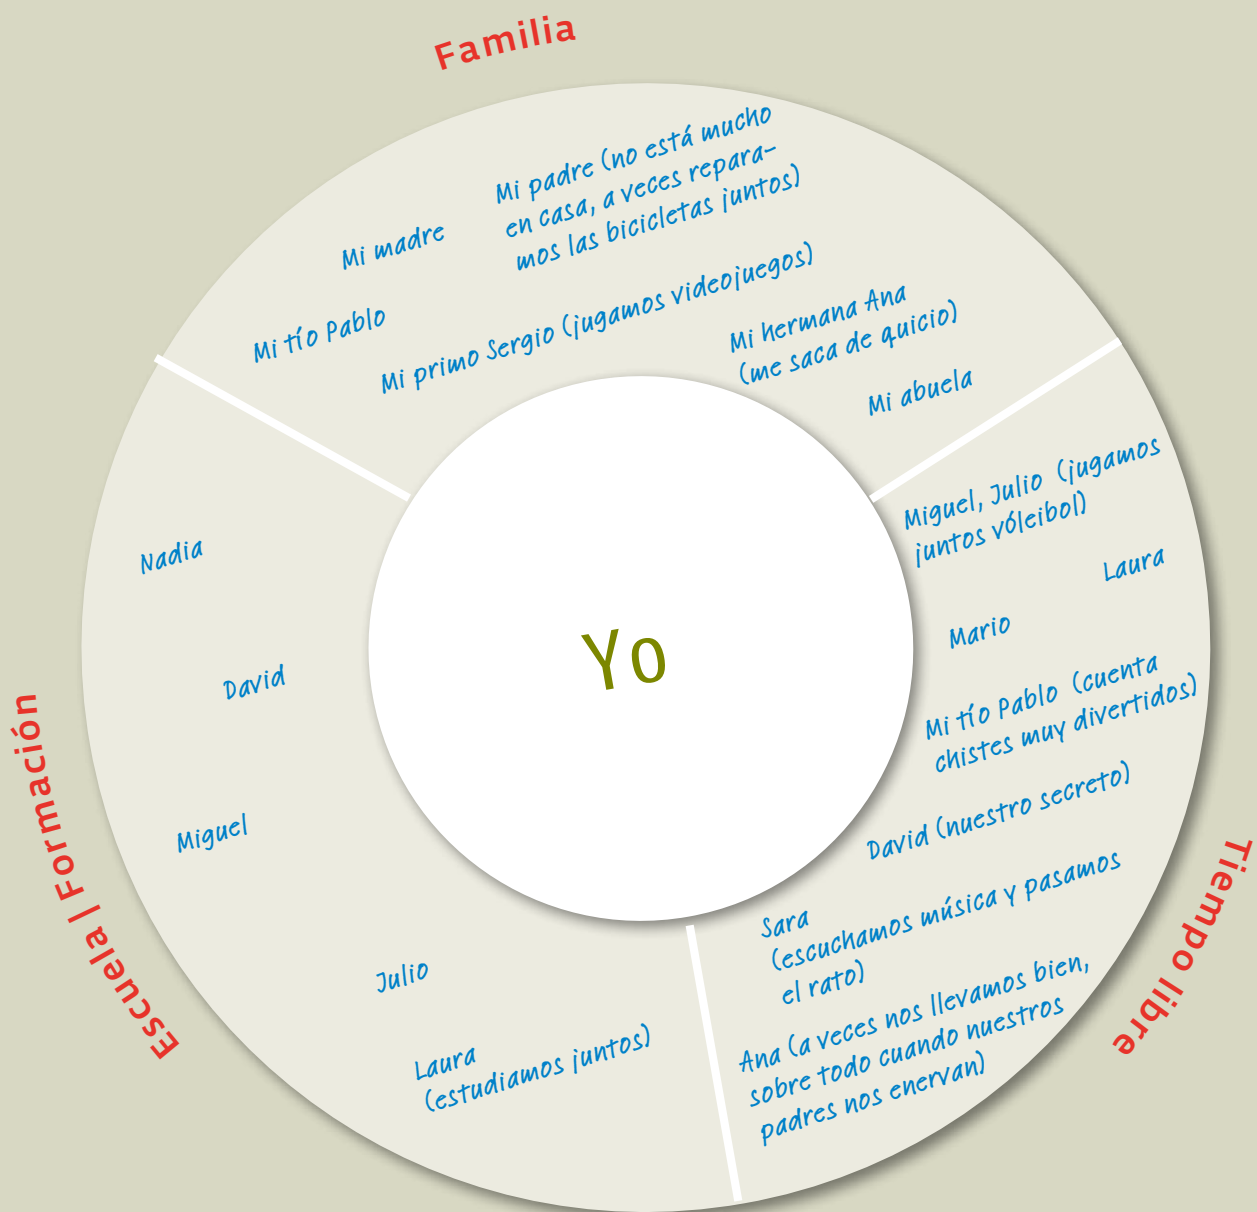 Familia
Mi padre (no está mucho
en casa, a veces repara-
mos las bicicletas juntos)
Mi madre
Mi tío Pablo
Mi primo Sergio (jugamos videojuegos)
Mi hermana Ana
(me saca de quicio)
Mi abuela
Miguel, Julio (jugamos
juntos vóleibol)
Laura
Mario
Mi tío Pablo (cuenta
chistes muy divertidos)
David (nuestro secreto)
Sara
(escuchamos música y pasamos
el rato)
Ana (a veces nos llevamos bien,
sobre todo cuando nuestros
padres nos enervan)
Tiempo libre
Yo
Nadia
David
Miguel
Julio
Laura
(estudiamos juntos)
Escuela | Formación